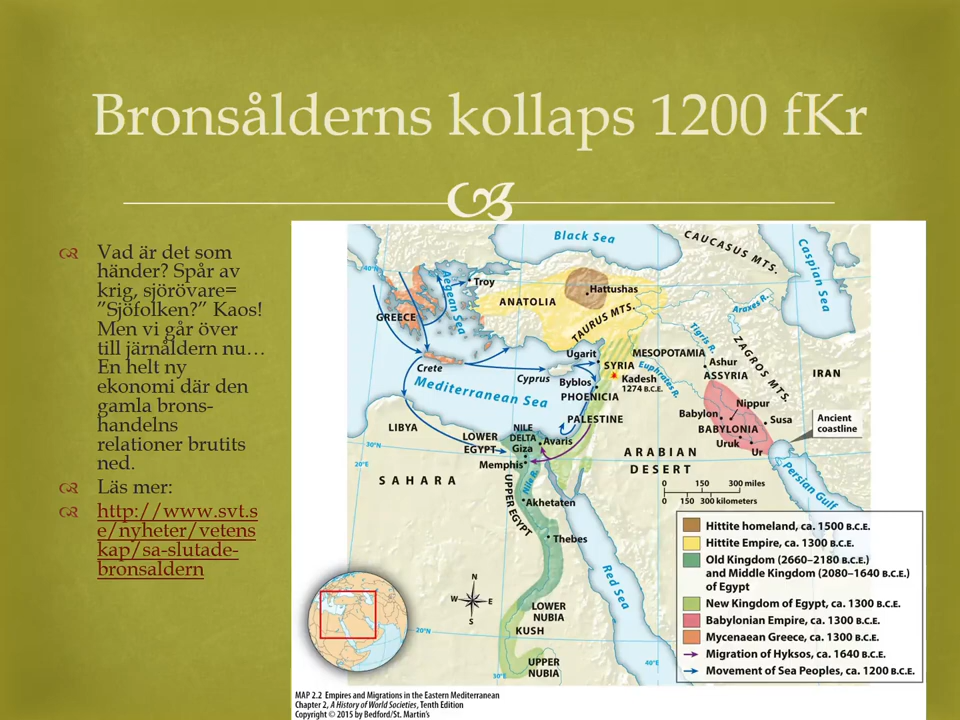 Bronsålderns kollaps 1200 fKr
Vad är det som
händer? Spår av
krig, sjörövare=
”Sjöfolken?” Kaos!
Men vi går över
till järnåldern nu…
En helt ny
ekonomi där den
gamla brons-
handelns
relationer brutits
ned.
Läs mer:
http://www.svt.s
e/nyheter/vetens
kap/sa-slutade-
bronsaldern
Black Sea
CAUCASUS MTS.
Caspian Sea
40°N
Aegean Sea
Troy
Hattushas
ANATOLIA
GREECE
TAURUS MTS.
Araxes R.
Tigris R.
ZAGROS MTS.
Ugarit
MESOPOTAMIA
Crete
SYRIA
Ashur
Cyprus
Byblos
Euphrates R.
ASSYRIA
IRAN
Kadesh
1274 B.C.E.
Mediterranean Sea
PHOENICIA
Nippur
PALESTINE
Babylon
Susa
Ancient
coastline
LIBYA
NILE
DELTA
BABYLONIA
LOWER
EGYPT
Avaris
Uruk
Ur
30°N
Giza
ARABIAN
DESERT
20°E
Memphis
Persian Gulf
SAHARA
Nile R.
0 150 300 miles
0 150 300 kilometers
UPPER EGYPT
Akhetaten
Thebes
Red Sea
N
W E
S
LOWER
NUBIA
20°N
KUSH
UPPER
NUBIA
30°E
40°E
Hittite homeland, ca. 1500 B.C.E.
Hittite Empire, ca. 1300 B.C.E.
Old Kingdom (2660–2180 B.C.E.)
and Middle Kingdom (2080–1640 B.C.E.)
of Egypt
New Kingdom of Egypt, ca. 1300 B.C.E.
Babylonian Empire, ca. 1300 B.C.E.
Mycenaean Greece, ca. 1300 B.C.E.
Migration of Hyksos, ca. 1640 B.C.E.
Movement of Sea Peoples, ca. 1200 B.C.E.
MAP 2.2 Empires and Migrations in the Eastern Mediterranean
Chapter 2, A History of World Societies, Tenth Edition
Copyright © 2015 by Bedford/St. Martin's